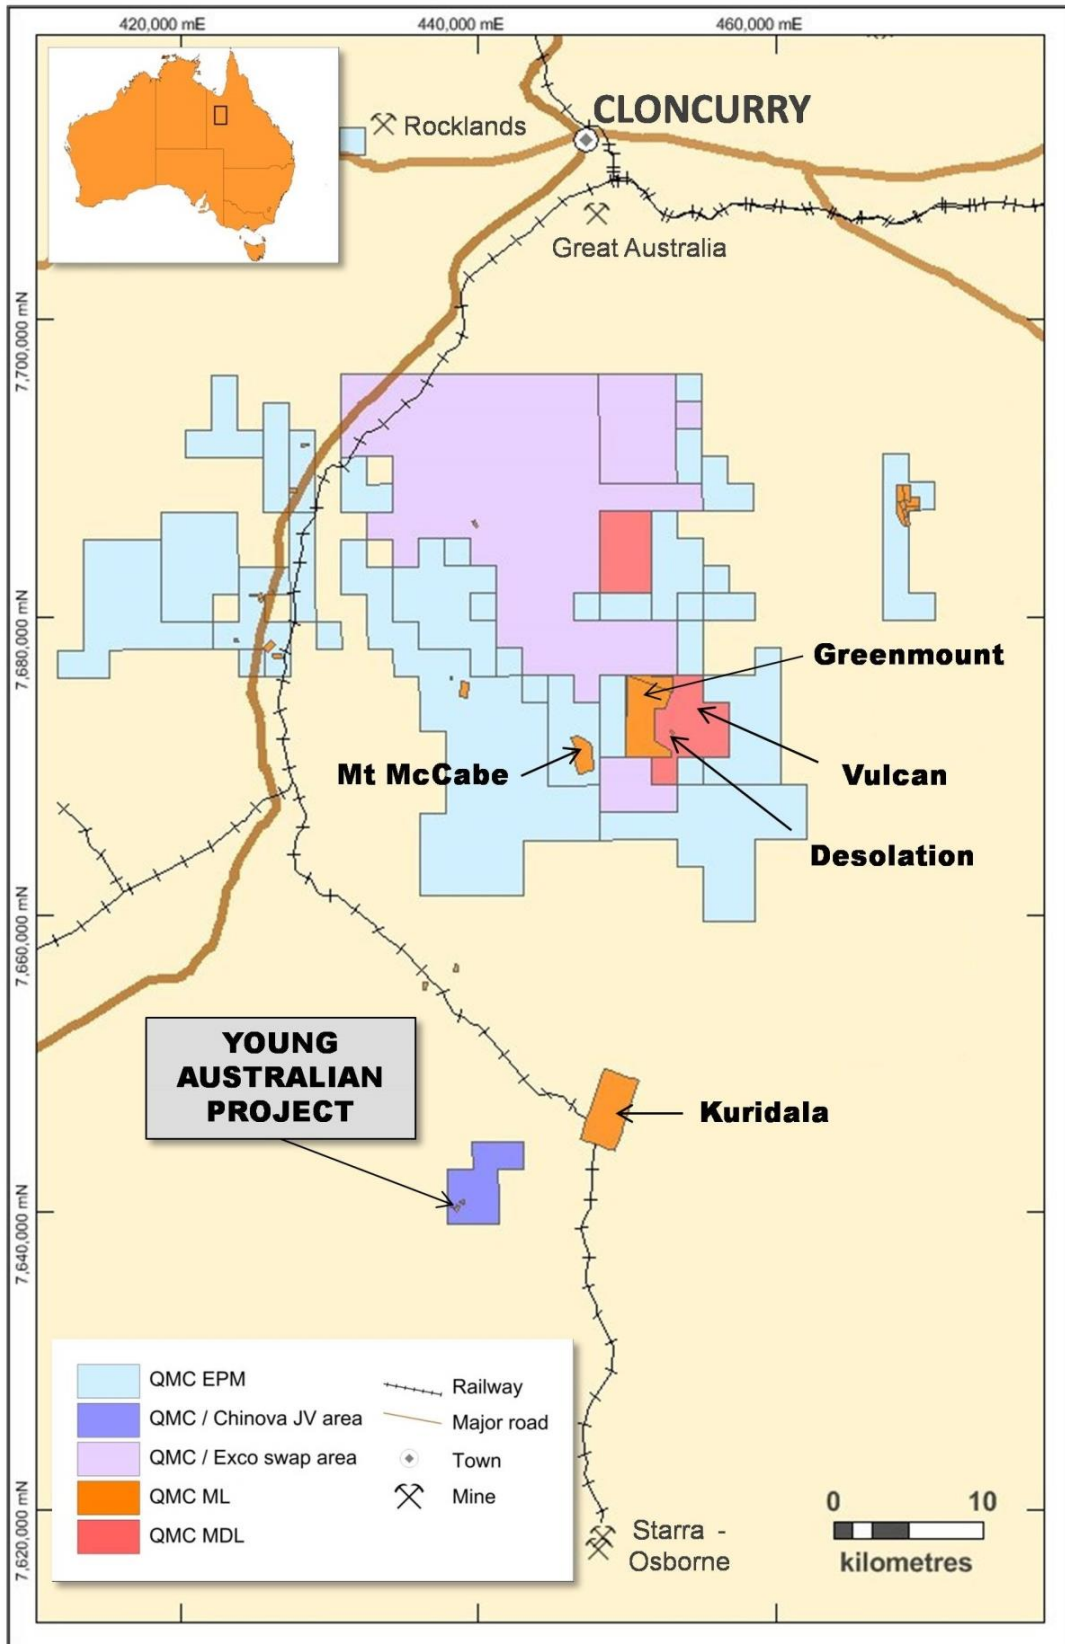 420,000 mE
440,000 mE
460,000 mE
CLONCURRY
Rocklands
Great Australia
7,700,000 mN
7,680,000 mN
Greenmount
Mt McCabe
Vulcan
Desolation
7,660,000 mN
YOUNG
AUSTRALIAN
PROJECT
Kuridala
7,640,000 mN
QMC EPM
QMC / Chinova JV area
QMC / Exco swap area
QMC ML
QMC MDL
Railway
Major road
Town
Mine
7,620,000 mN
Starra -
Osborne
0 10
kilometres